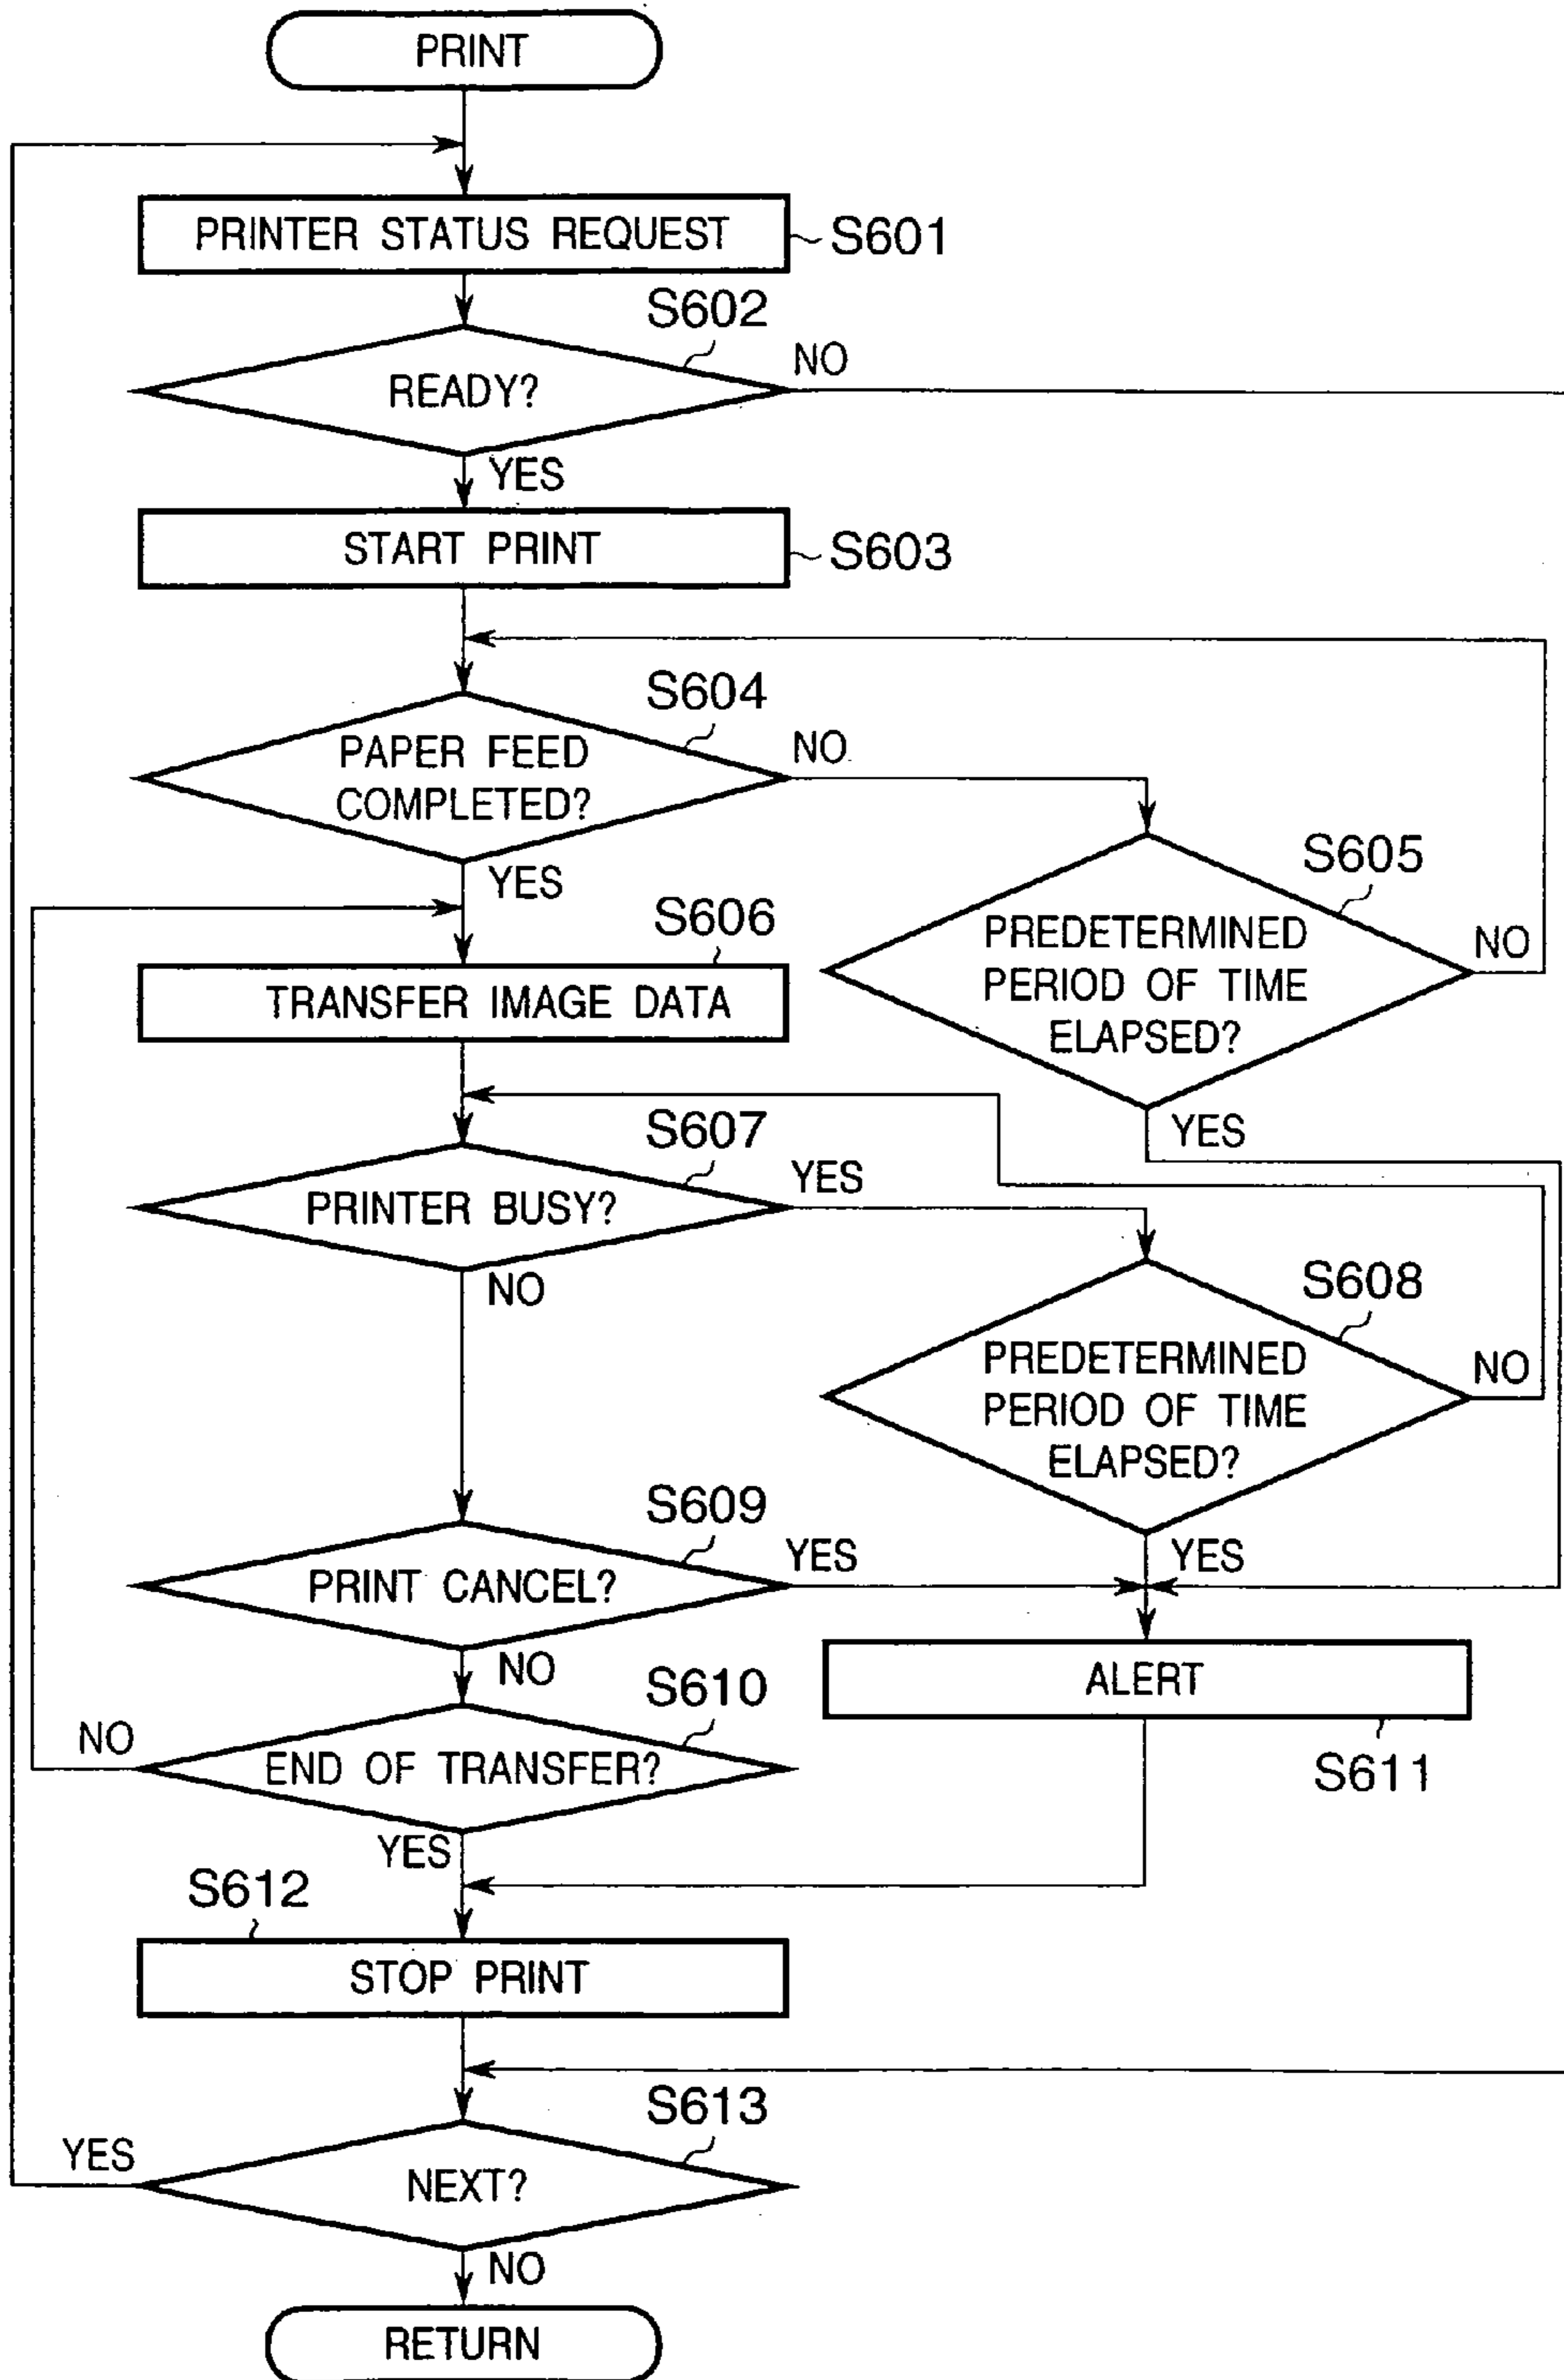 PRINT
PRINTER STATUS REQUEST
S601
S602
READY?
NO
YES
START PRINT
S603
S604
PAPER FEED
COMPLETED?
NO
YES
S605
PREDETERMINED
PERIOD OF TIME
ELAPSED?
NO
YES
S606
TRANSFER IMAGE DATA
S607
PRINTER BUSY?
YES
NO
S608
PREDETERMINED
PERIOD OF TIME
ELAPSED?
NO
YES
S609
PRINT CANCEL?
YES
NO
ALERT
S611
S610
END OF TRANSFER?
NO
YES
S612
STOP PRINT
S613
NEXT?
YES
NO
RETURN